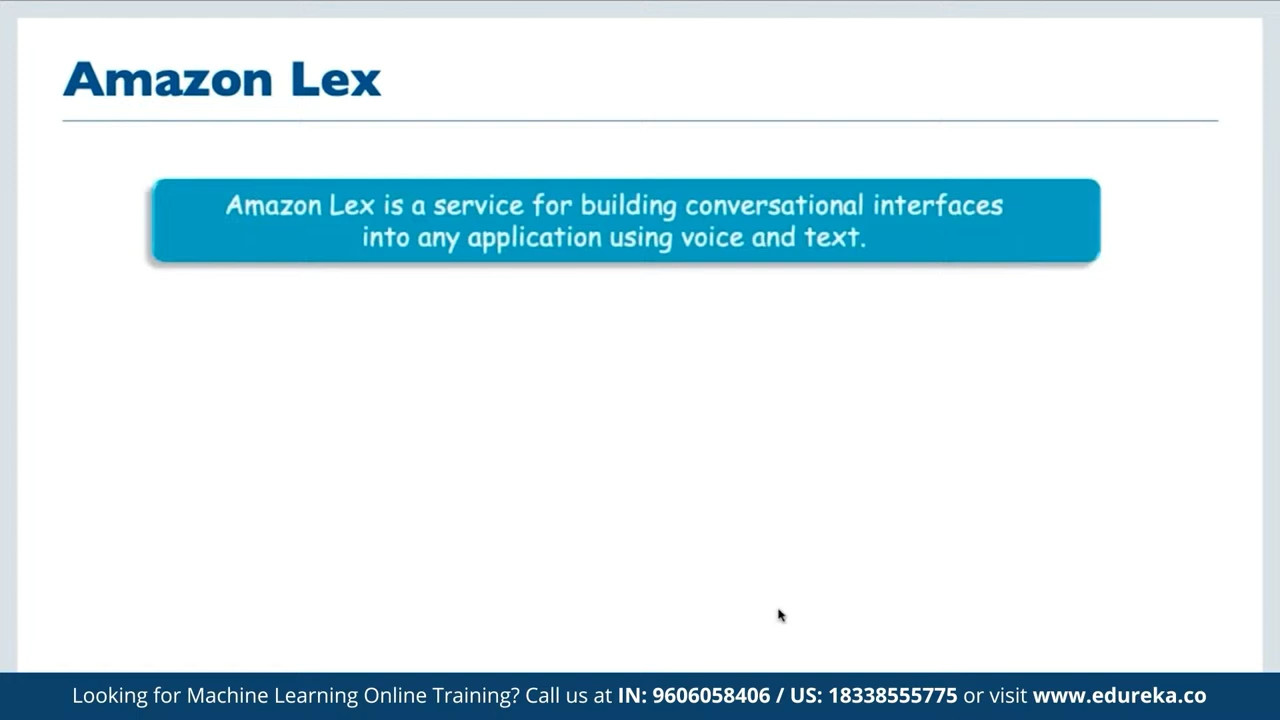 Amazon Lex
Amazon Lex is a service for building conversational interfaces
into any application using voice and text.
Looking for Machine Learning Online Training? Call us at IN: 9606058406 / US: 18338555775 or visit www.edureka.co